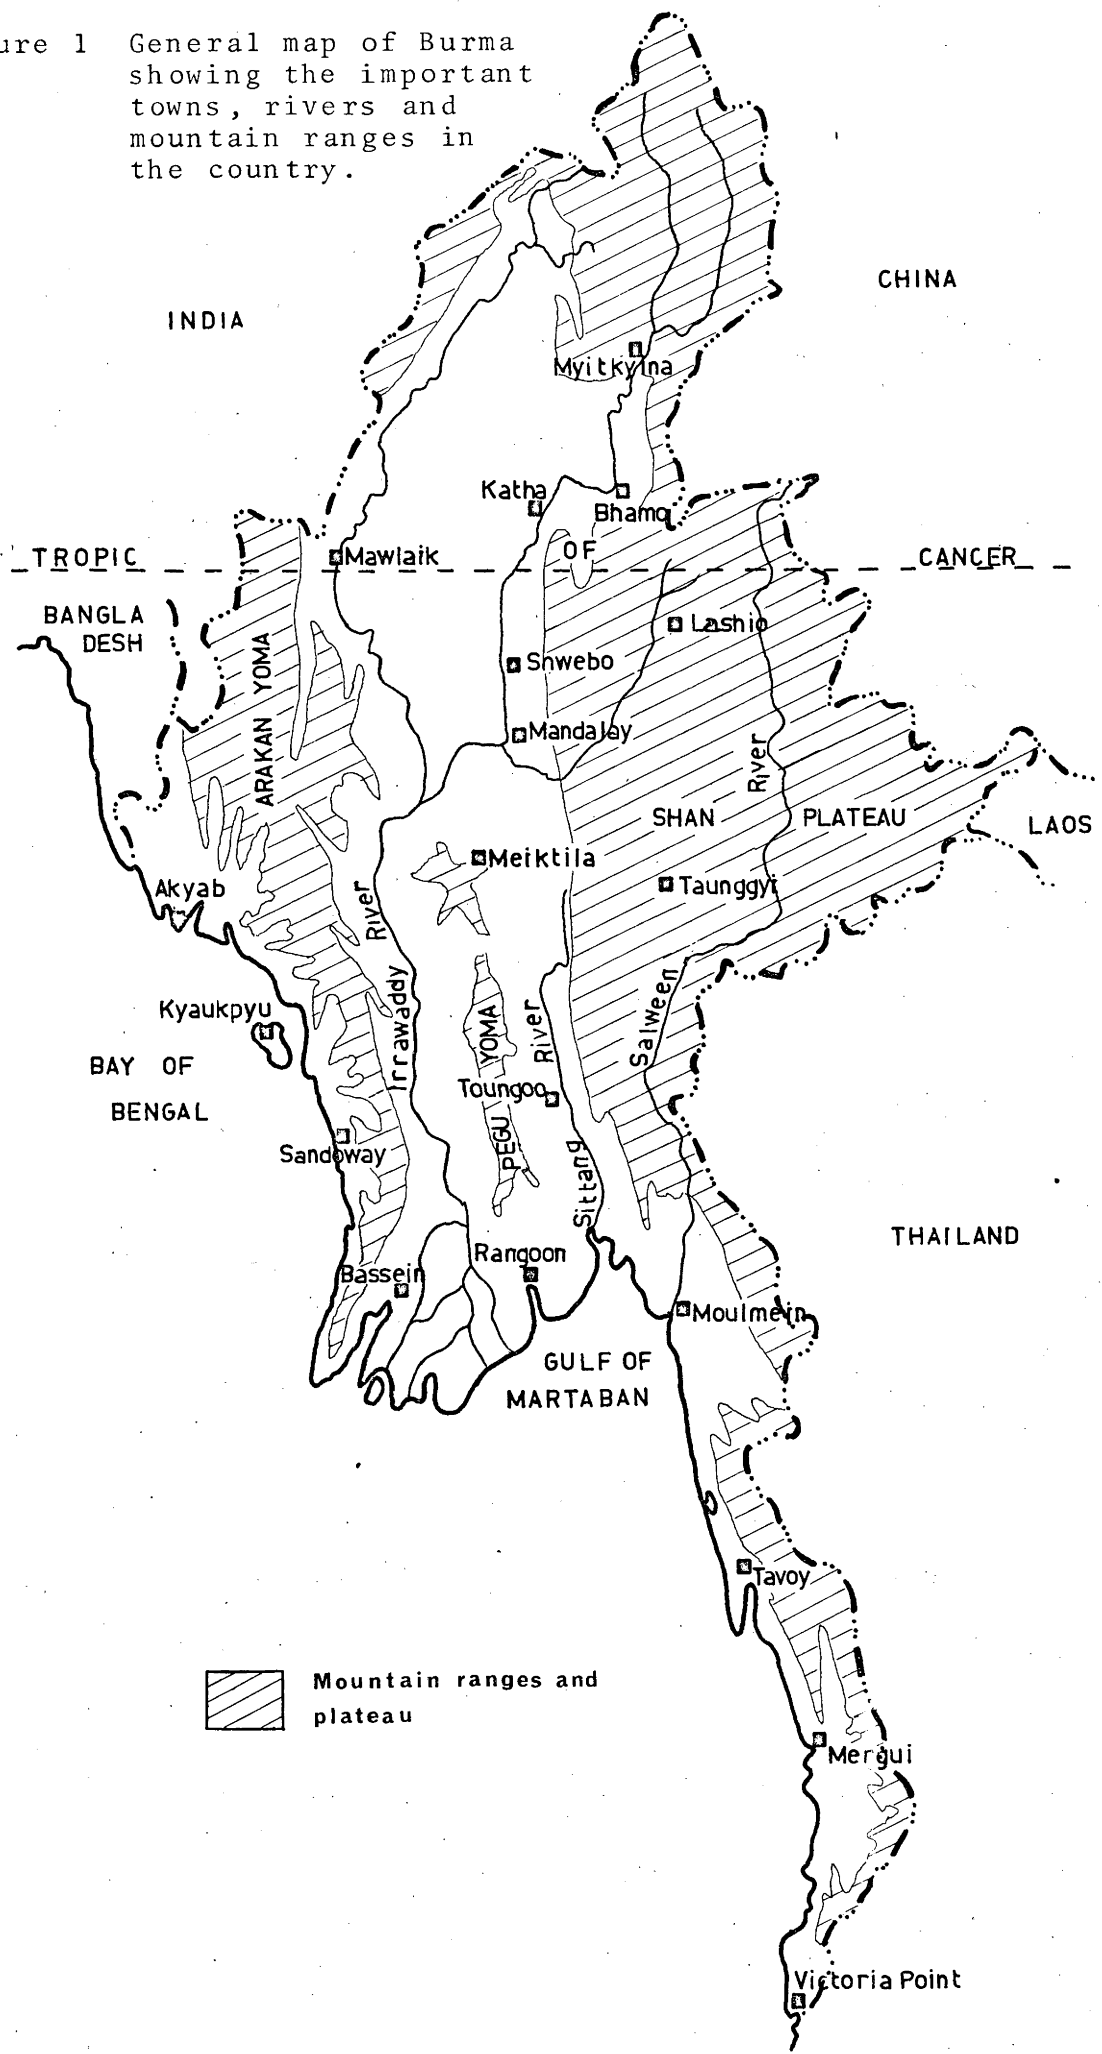 ure 1 General map of Burma
showing the important
towns, rivers and
mountain ranges in
the country.
CHINA
INDIA
Myitkyina
Katha
Bhamo
TROPIC OF CANCER
Mawlaik
BANGLA
DESH
Lashio
ARAKAN YOMA
Shwebo
Mandalay
River
SHAN PLATEAU
LAOS
Meiktila
Taunggyi
Akyab
River
Irrawaddy
Salween
Kyaukpyu
YOMA
River
BAY OF
BENGAL
Toungoo
PEGU
Sittang
Sandoway
THAILAND
Rangoon
Bassein
Moulmein
GULF OF
MARTABAN
Tavoy
Mountain ranges and
plateau
Mergui
Victoria Point